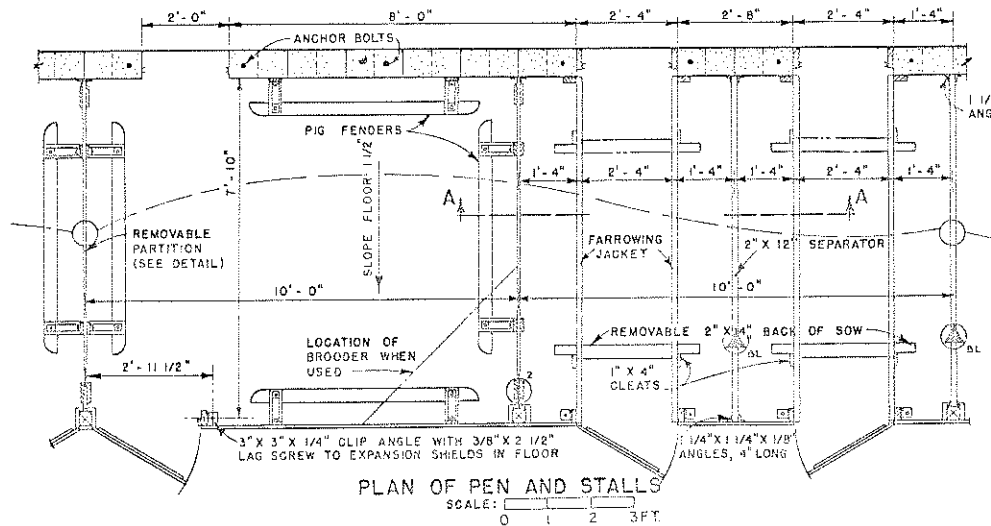 2'-0" 8'-0" 2'-4" 2'-8" 2'-4" 1'-4"
ANCHOR BOLTS
1 1/
ANG
PIG FENDERS
7'-10"
SLOPE FLOOR 1 1/2"
1'-4" 2'-4" 1'-4" 1'-4" 2'-4" 1'-4"
A A
REMOVABLE
PARTITION
(SEE DETAIL)
FARROWING
JACKET
2" X 12" SEPARATOR
10'-0" 10'-0"
LOCATION OF
BROODER WHEN
USED
REMOVABLE 2" X 4" BACK OF SOW
BL BL
2'-11 1/2"
2
1" X 4"
CLEATS
3" X 3" X 1/4" CLIP ANGLE WITH 3/8" X 2 1/2"
LAG SCREW TO EXPANSION SHIELDS IN FLOOR
1/4" X 1 1/4" X 1/8"
ANGLES, 4" LONG
PLAN OF PEN AND STALLS
SCALE:
0 1 2 3 FT.